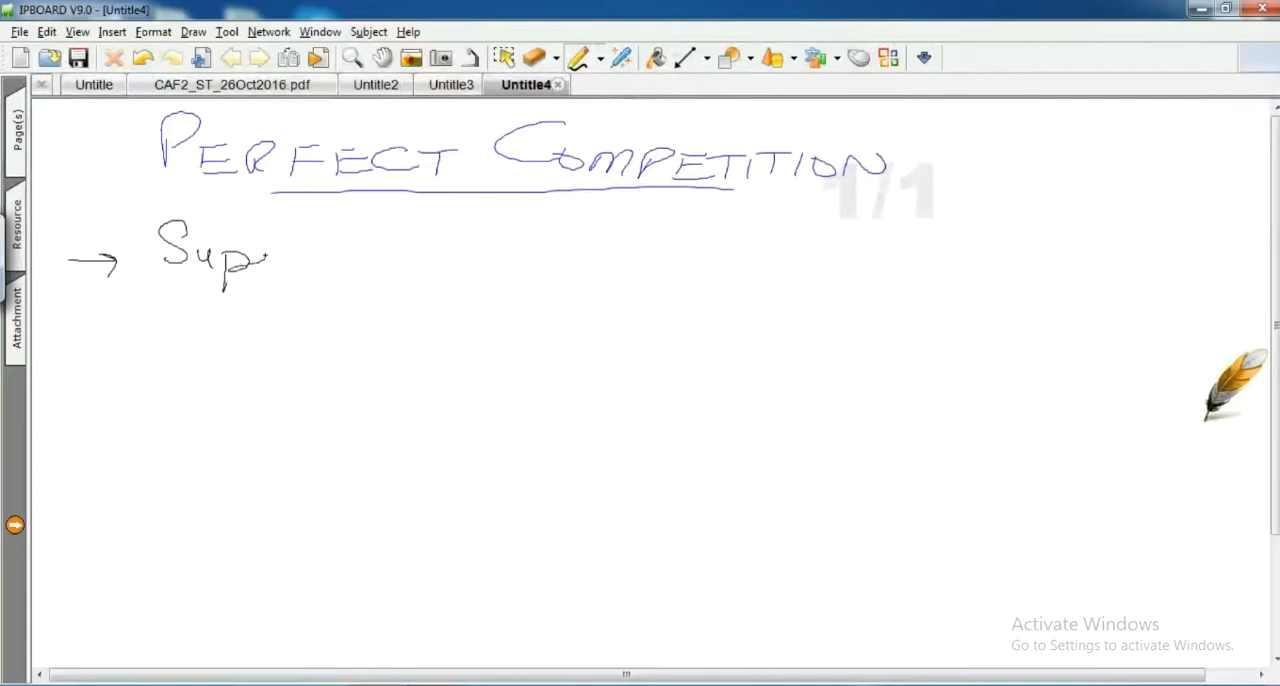 IPBOARD V9.0 - [Untitle4]
File Edit View Insert Format Draw Tool Network Window Subject Help
Untitle CAF2_ST_26Oct2016.pdf Untitle2 Untitle3 Untitle4
Page(s)
Resource
Attachment
PERFECT COMPETITION
1/1
→ Sup
Activate Windows
Go to Settings to activate Windows.